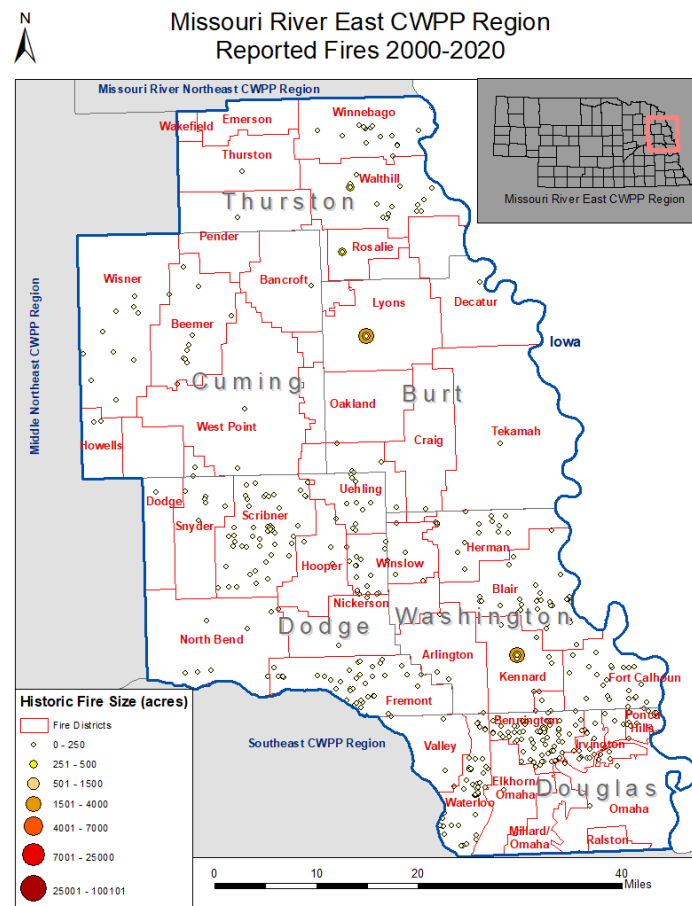 N
Missouri River East CWPP Region
Reported Fires 2000-2020
Missouri River Northeast CWPP Region
Missouri River East CWPP Region
Middle Northeast CWPP Region
Iowa
Southeast CWPP Region
Wakefield
Emerson
Winnebago
Thurston
Walthill
Thurston
Pender
Rosalie
Wisner
Bancroft
Lyons
Decatur
Beemer
Cuming
Burt
Oakland
West Point
Craig
Tekamah
Howells
Dodge
Snyder
Scribner
Uehling
Herman
Hooper
Winslow
Blair
Nickerson
Washington
North Bend
Dodge
Arlington
Kennard
Fort Calhoun
Fremont
Bennington
Ponca
Hills
Valley
Irvington
Elkhorn/
Omaha
Douglas
Waterloo
Omaha
Millard/
Omaha
Ralston
Historic Fire Size (acres)
Fire Districts
0 - 250
251 - 500
501 - 1500
1501 - 4000
4001 - 7000
7001 - 25000
25001 - 100101
0 10 20 40
Miles